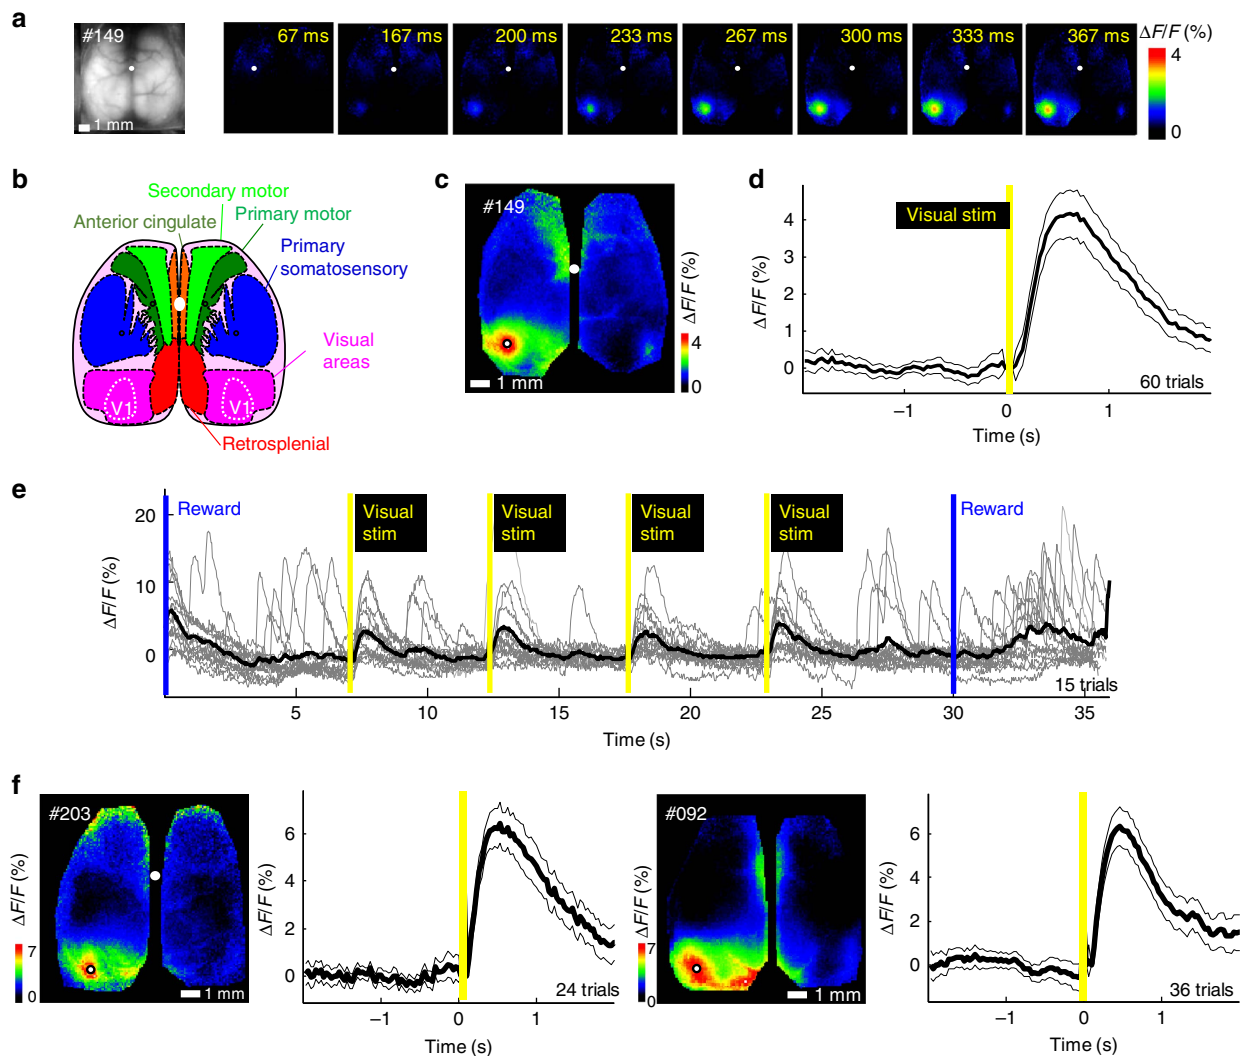 a
#149
1 mm
67 ms
167 ms
200 ms
233 ms
267 ms
300 ms
333 ms
367 ms
ΔF/F (%)
4
0
b
Secondary motor
Anterior cingulate
Primary motor
Primary
somatosensory
Visual
areas
V1
V1
Retrosplenial
c
#149
1 mm
ΔF/F (%)
4
0
d
Visual stim
ΔF/F (%)
4
3
2
1
0
60 trials
−1
0
1
Time (s)
e
Reward
Visual
stim
Visual
stim
Visual
stim
Visual
stim
Reward
ΔF/F (%)
20
10
0
15 trials
5
10
15
20
25
30
35
Time (s)
f
#203
ΔF/F (%)
7
0
1 mm
ΔF/F (%)
6
4
2
0
24 trials
−1
0
1
Time (s)
#092
ΔF/F (%)
7
0
1 mm
ΔF/F (%)
6
4
2
0
36 trials
−1
0
1
Time (s)